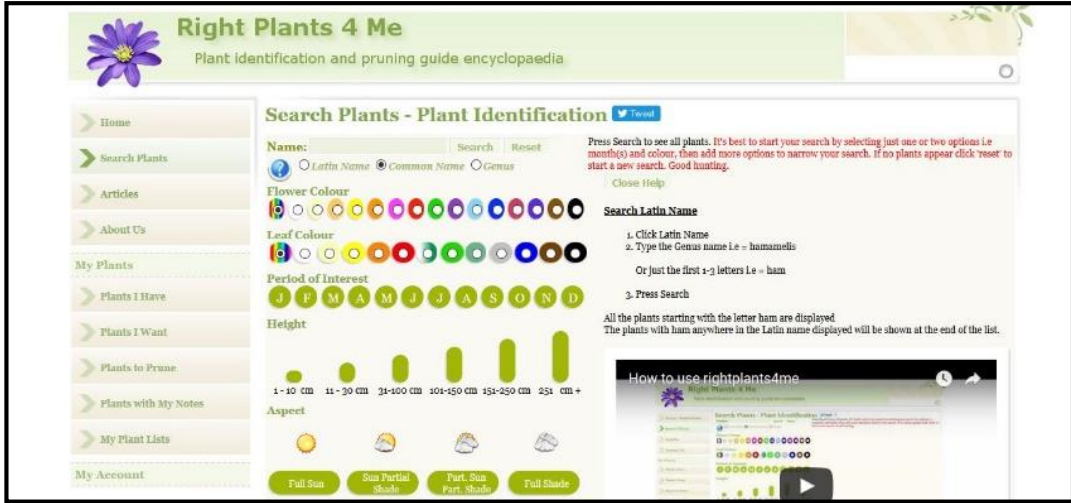 Right Plants 4 Me
Plant identification and pruning guide encyclopaedia
Home
Search Plants
Articles
About Us
My Plants
Plants I Have
Plants I Want
Plants to Prune
Plants with My Notes
My Plant Lists
My Account
Search Plants - Plant Identification
Tweet
Name: Search Reset
Latin Name Common Name Genus
Flower Colour
Leaf Colour
Period of Interest
J F M A M J J A S O N D
Height
1 - 10 cm 11 - 30 cm 31-100 cm 101-150 cm 151-250 cm 251 cm +
Aspect
Full Sun
Sun Partial
Shade
Part. Sun
Part. Shade
Full Shade
Press Search to see all plants. It's best to start your search by selecting just one or two options i.e
month(s) and colour, then add more options to narrow your search. If no plants appear click 'reset' to
start a new search. Good hunting.
Close Help
Search Latin Name
1. Click Latin Name
2. Type the Genus name i.e = hamamelis
Or just the first 1-3 letters i.e = ham
3. Press Search
All the plants starting with the letter ham are displayed
The plants with ham anywhere in the Latin name displayed will be shown at the end of the list.
How to use rightplants4me
Right Plants 4 Me
Search Plants - Plant Identification